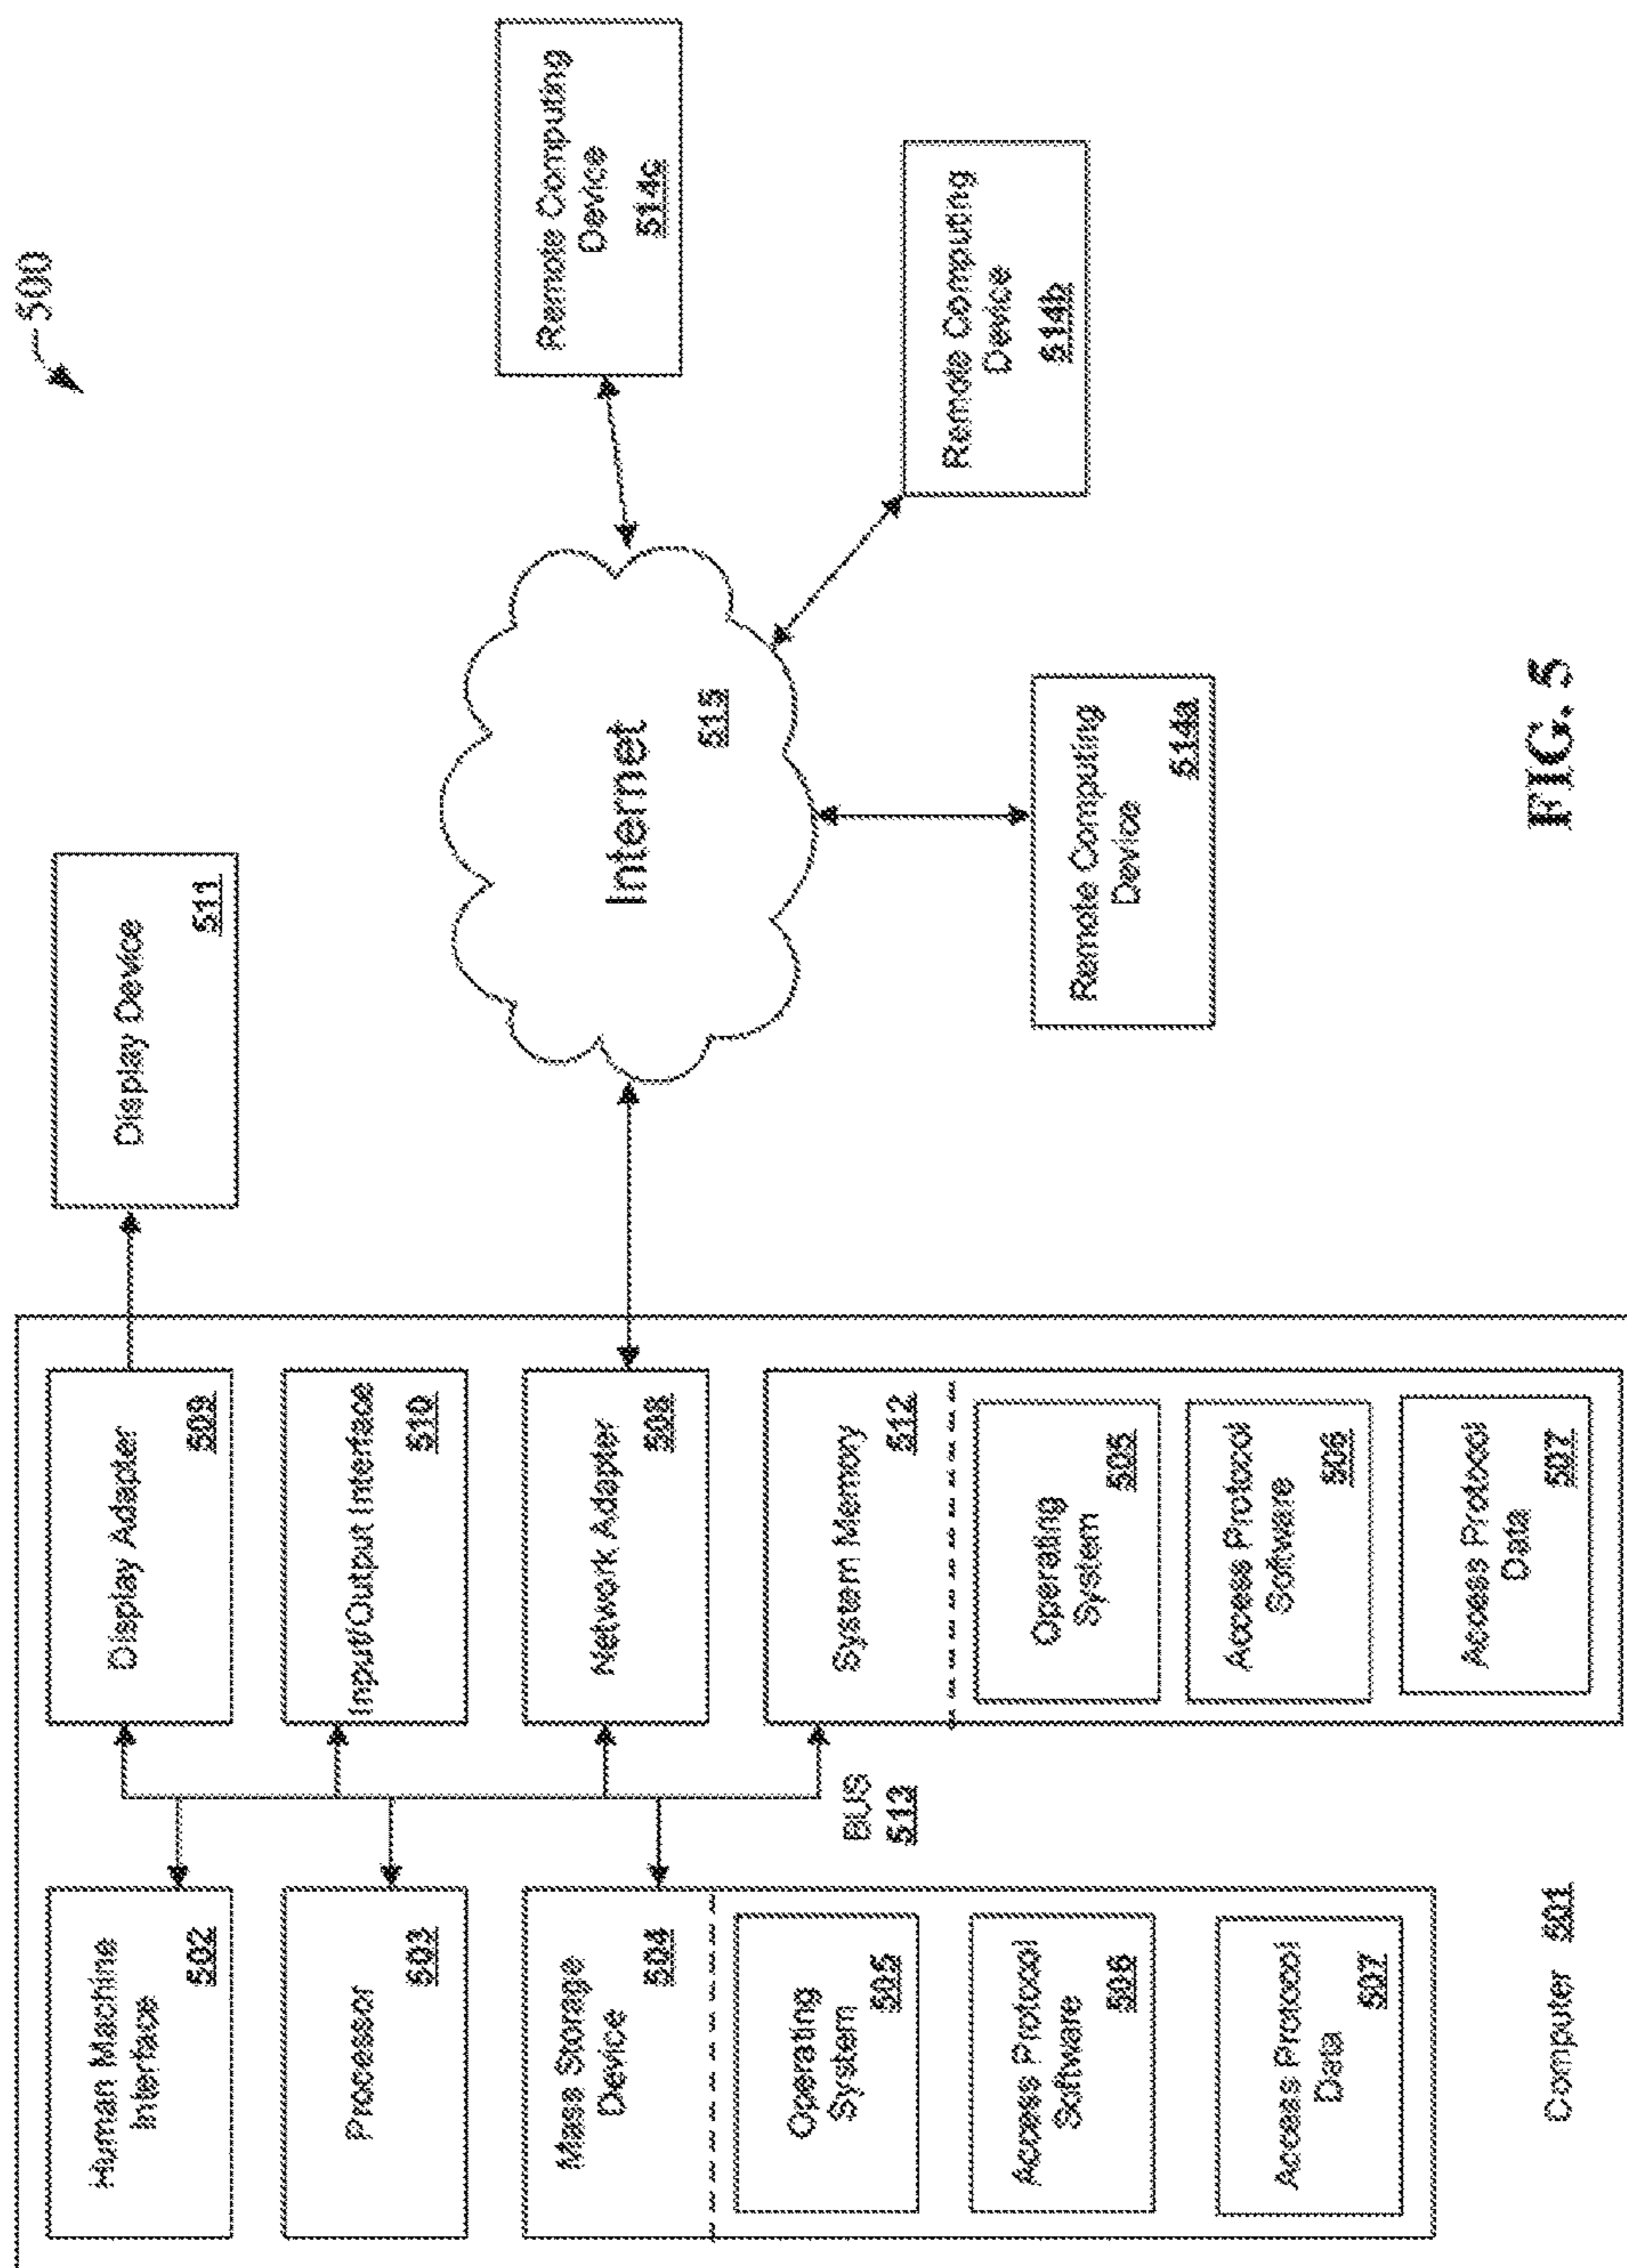 500
Human Machine
Interface
502
Processor
503
Mass Storage
Device
504
Operating
System
505
Access Protocol
Software
506
Access Protocol
Data
507
Computer 501
BUS
513
Display Adapter
509
Input/Output Interface
510
Network Adapter
508
System Memory
512
Operating
System
505
Access Protocol
Software
506
Access Protocol
Data
507
Display Device
511
Internet
515
Remote Computing
Device
514a
Remote Computing
Device
514b
Remote Computing
Device
514c
FIG. 5